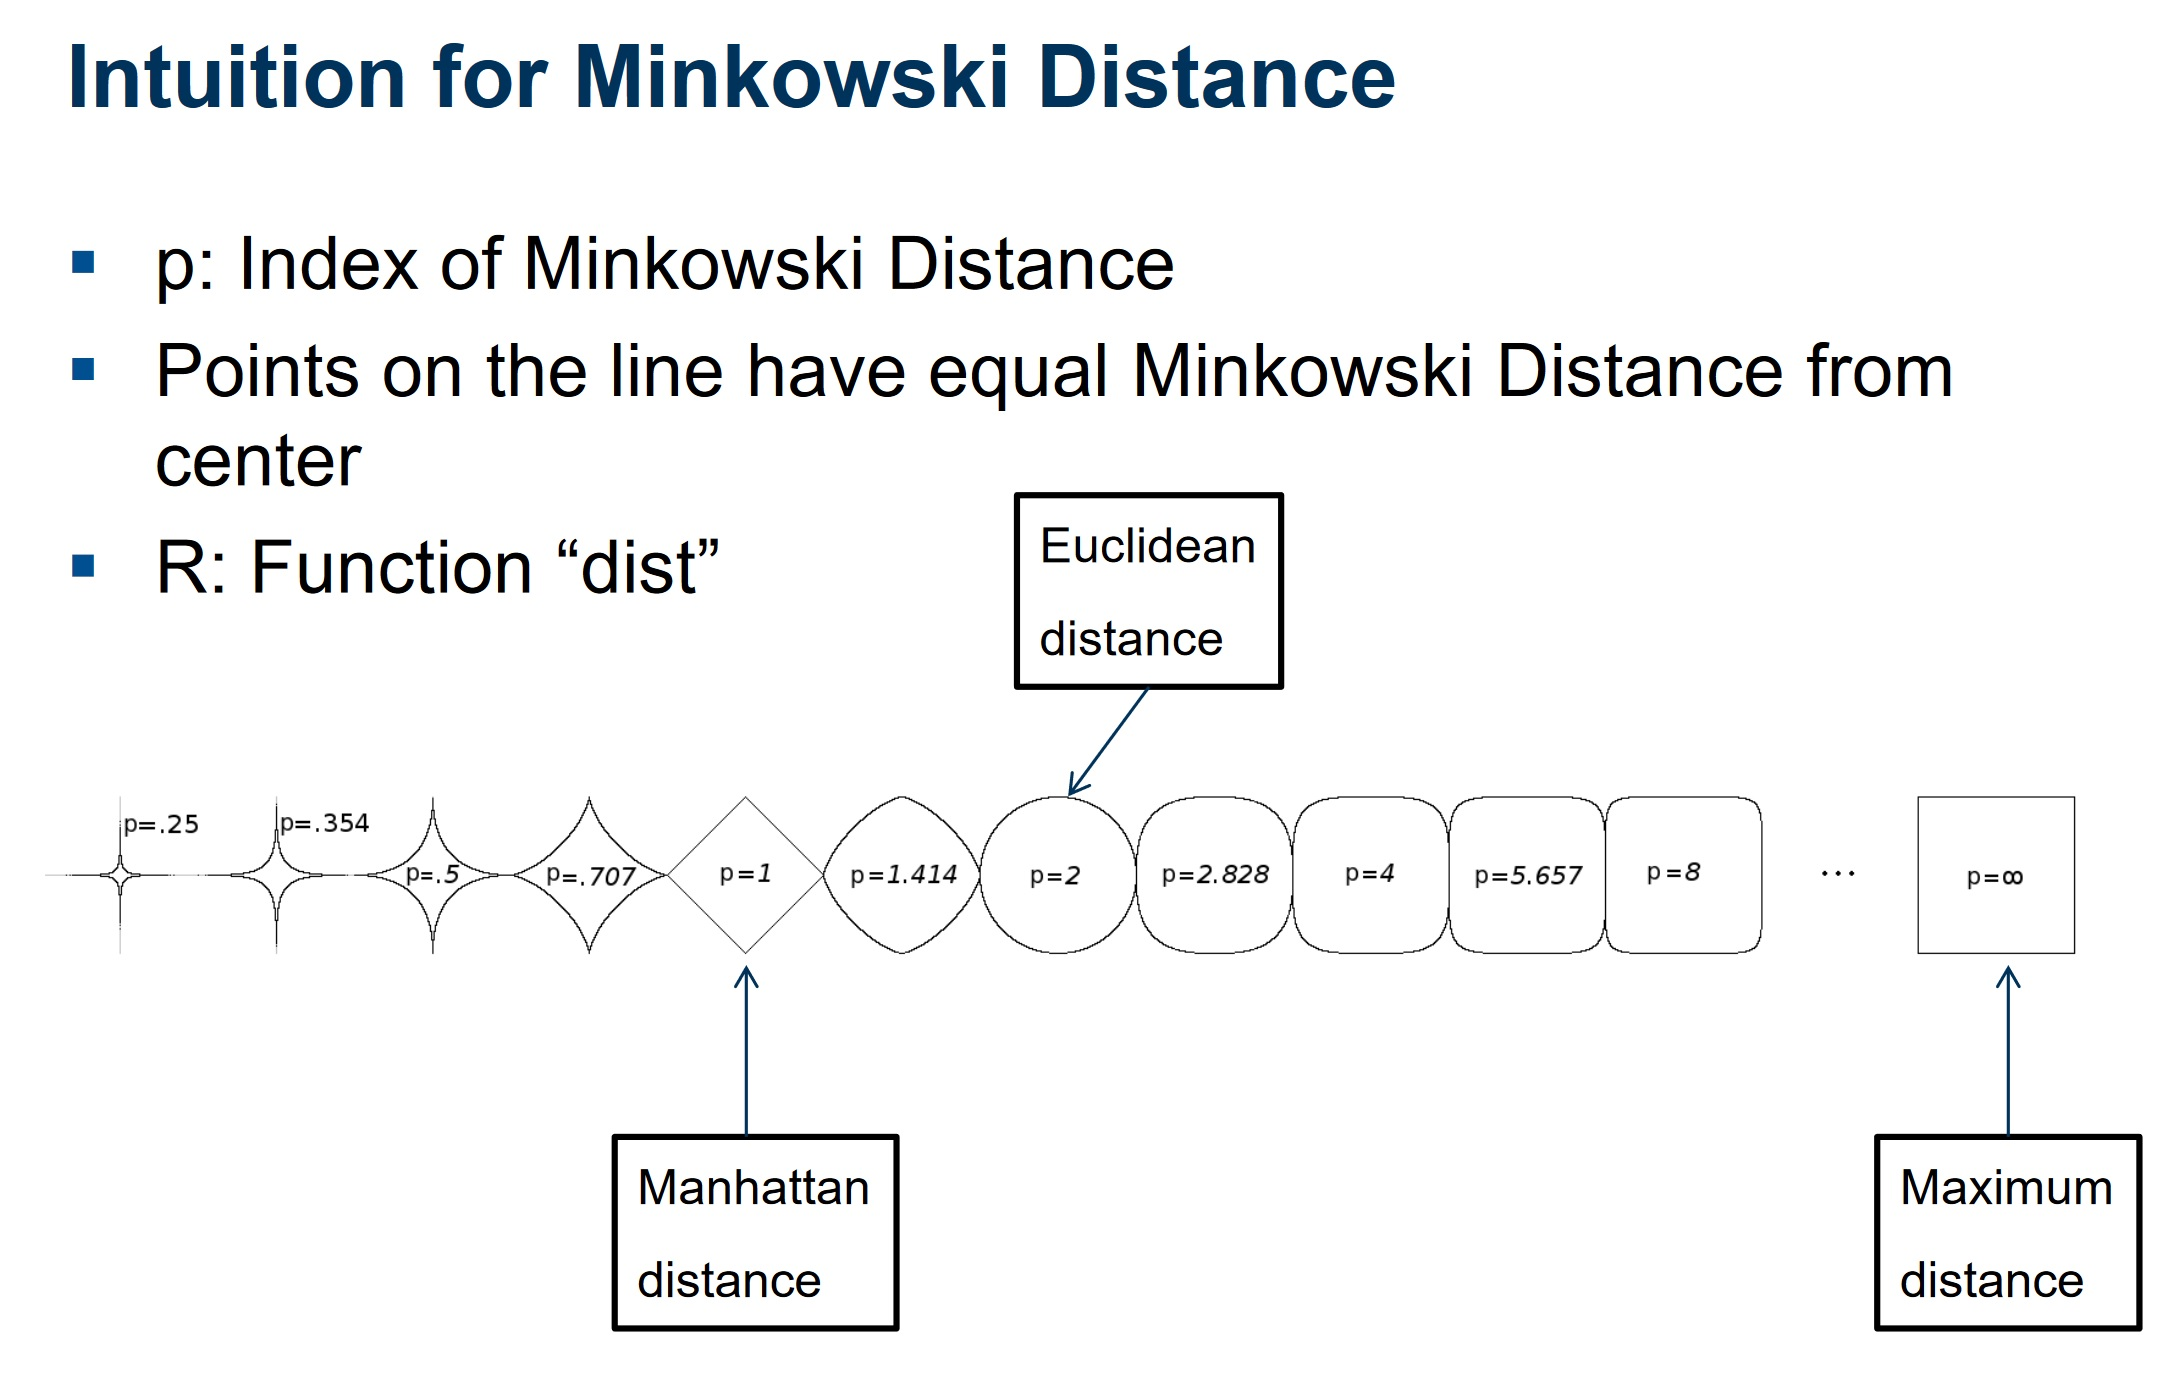 Intuition for Minkowski Distance
p: Index of Minkowski Distance
Points on the line have equal Minkowski Distance from
center
R: Function “dist”
Euclidean
distance
p=.25
p=.354
p=.5
p=.707
p=1
p=1.414
p=2
p=2.828
p=4
p=5.657
p=8
...
p=∞
Manhattan
distance
Maximum
distance